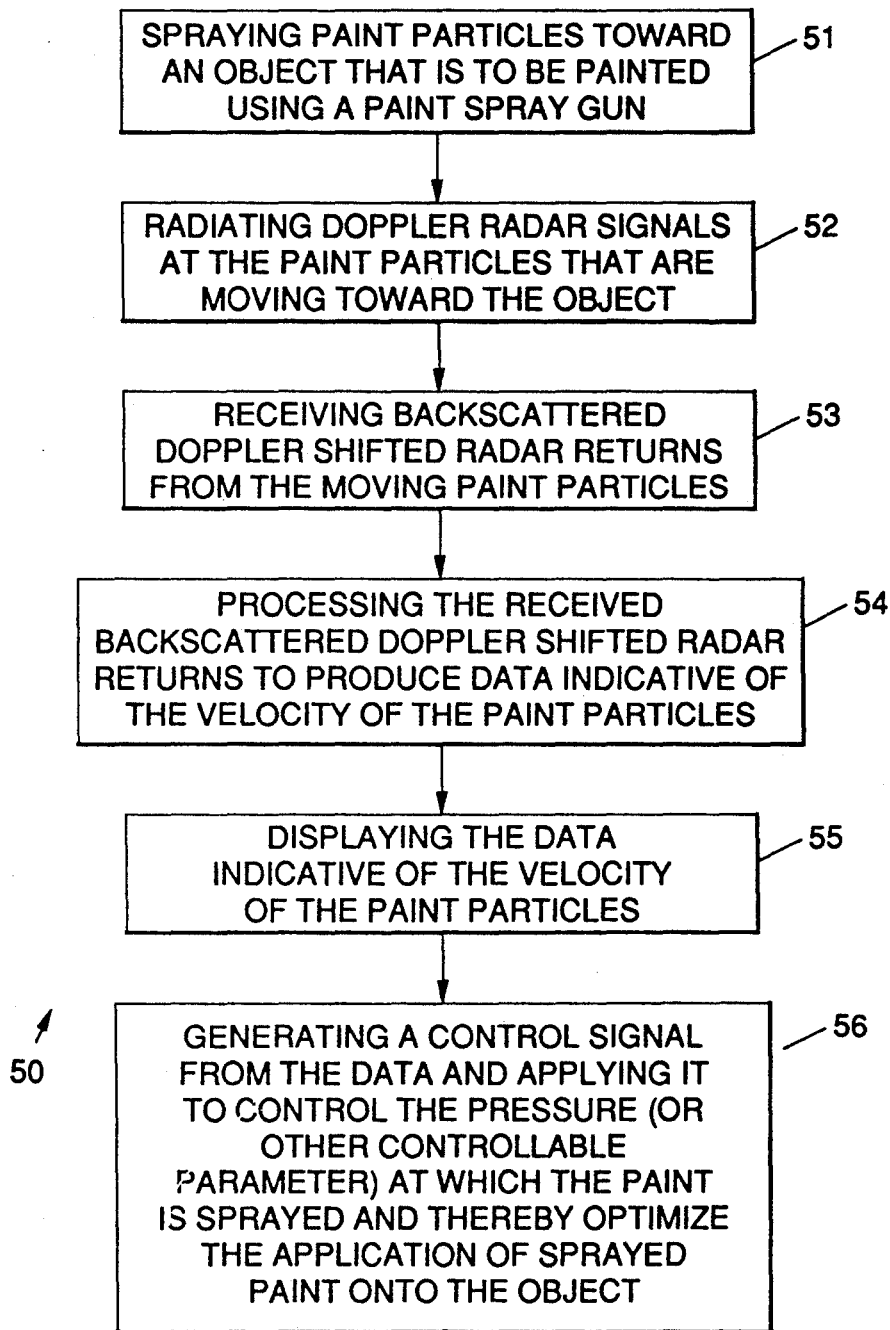 SPRAYING PAINT PARTICLES TOWARD
AN OBJECT THAT IS TO BE PAINTED
USING A PAINT SPRAY GUN
51
RADIATING DOPPLER RADAR SIGNALS
AT THE PAINT PARTICLES THAT ARE
MOVING TOWARD THE OBJECT
52
RECEIVING BACKSCATTERED
DOPPLER SHIFTED RADAR RETURNS
FROM THE MOVING PAINT PARTICLES
53
PROCESSING THE RECEIVED
BACKSCATTERED DOPPLER SHIFTED RADAR
RETURNS TO PRODUCE DATA INDICATIVE OF
THE VELOCITY OF THE PAINT PARTICLES
54
DISPLAYING THE DATA
INDICATIVE OF THE VELOCITY
OF THE PAINT PARTICLES
55
GENERATING A CONTROL SIGNAL
FROM THE DATA AND APPLYING IT
TO CONTROL THE PRESSURE (OR
OTHER CONTROLLABLE
PARAMETER) AT WHICH THE PAINT
IS SPRAYED AND THEREBY OPTIMIZE
THE APPLICATION OF SPRAYED
PAINT ONTO THE OBJECT
56
50